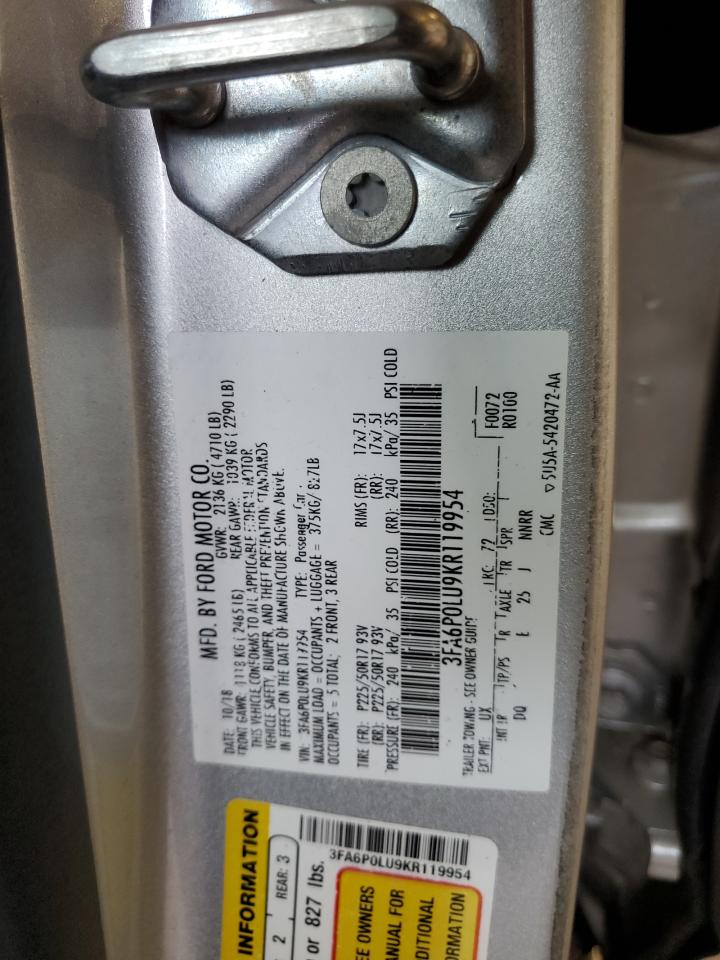 MFD. BY FORD MOTOR CO.
DATE: 10/18 GVWR: 2136 KG ( 4710 LB)
FRONT GAWR: 1118 KG ( 2465 LB) REAR GAWR: 1039 KG ( 2290 LB)
THIS VEHICLE CONFORMS TO ALL APPLICABLE FEDERAL MOTOR
VEHICLE SAFETY, BUMPER, AND THEFT PREVENTION STANDARDS
IN EFFECT ON THE DATE OF MANUFACTURE SHOWN ABOVE.
VIN: 3FA6P0LU9KR119954 TYPE: Passenger Car
MAXIMUM LOAD = OCCUPANTS + LUGGAGE = 375KG/ 827LB
OCCUPANTS = 5 TOTAL: 2 FRONT, 3 REAR
TIRE (FR): P225/50R17 93V RIMS (FR): 17x7.5J
(RR): P225/50R17 93V (RR): 17x7.5J
PRESSURE (FR): 240 kPa/ 35 PSI COLD (RR): 240 kPa/ 35 PSI COLD
3FA6P0LU9KR119954
TRAILER TOWING - SEE OWNER GUIDE
EXT PNT: UX RC: 72 DSO: F0072
INT TR TP/PS R AXLE TR SPR R01G0
DQ E 25 J NNRR
CMC 5U5A-5420472-AA
INFORMATION
2 REAR: 3
or 827 lbs.
3FA6P0LU9KR119954
EE OWNERS
ANUAL FOR
DITIONAL
ORMATION